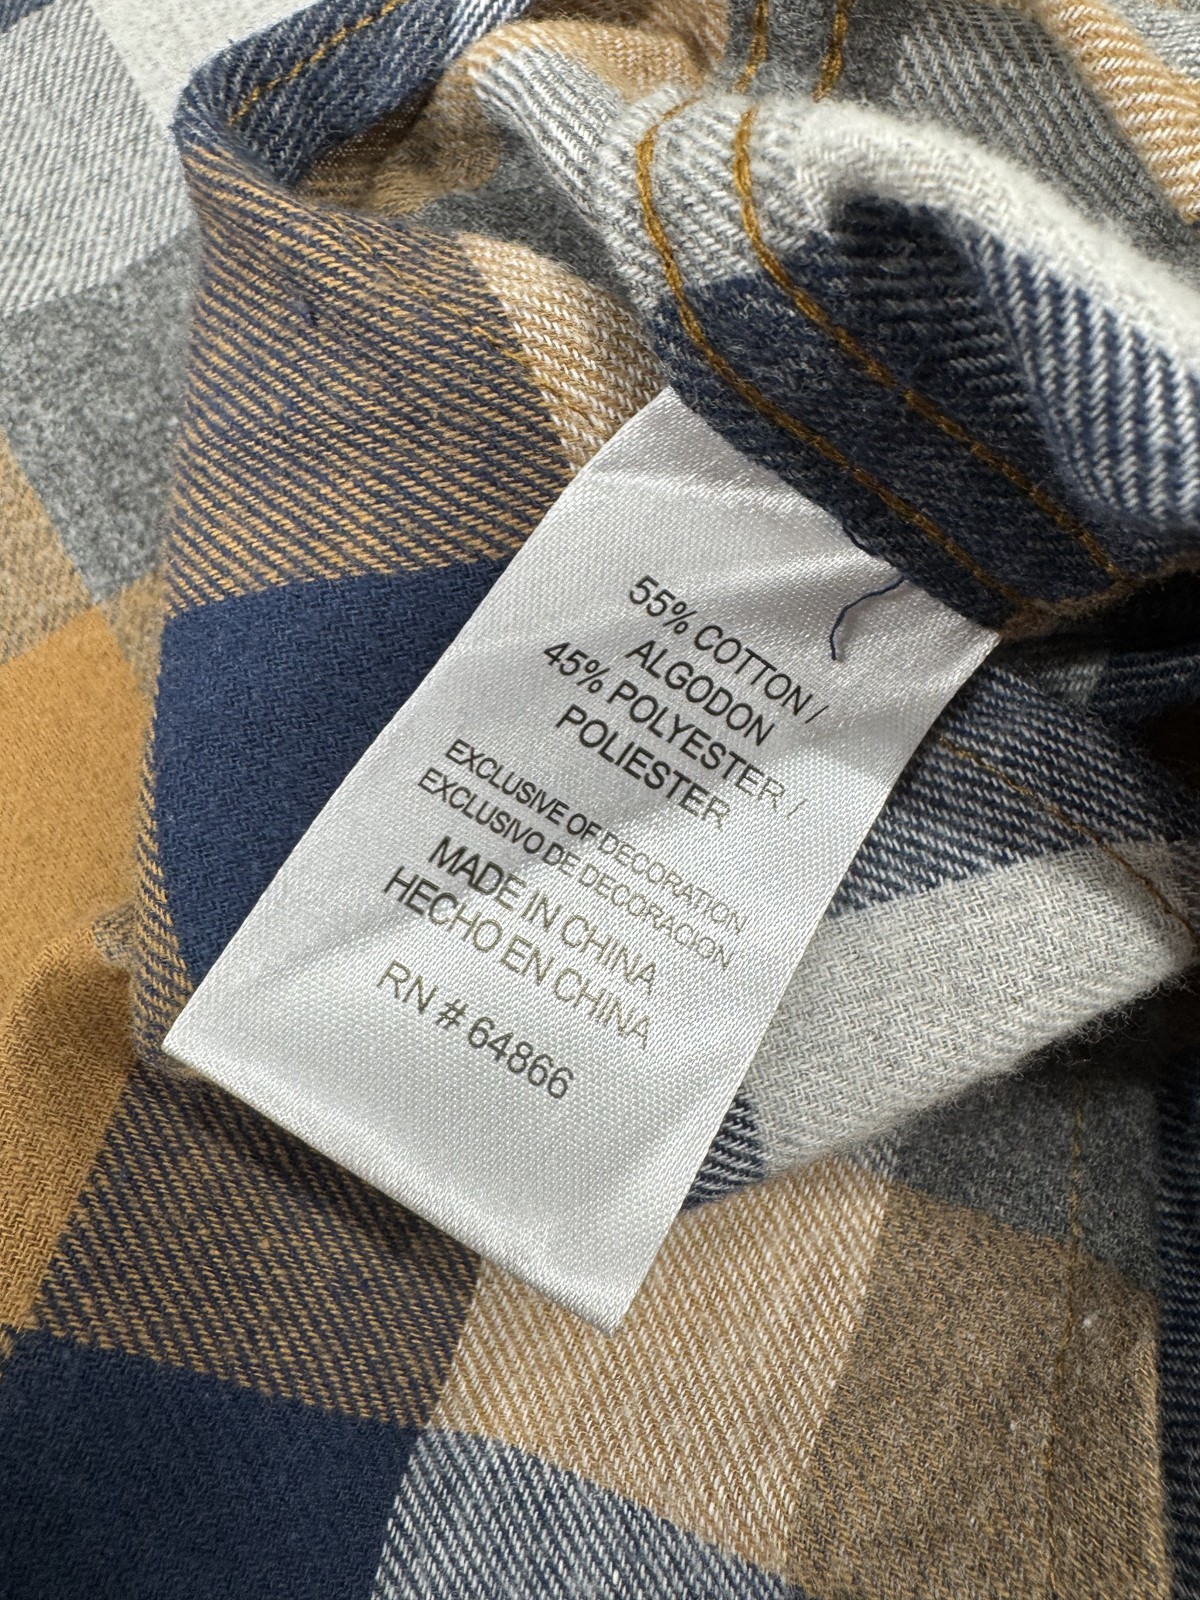 55% COTTON /
ALGODON
45% POLYESTER /
POLIESTER
EXCLUSIVE OF DECORATION
EXCLUSIVO DE DECORACION
MADE IN CHINA
HECHO EN CHINA
RN # 64866